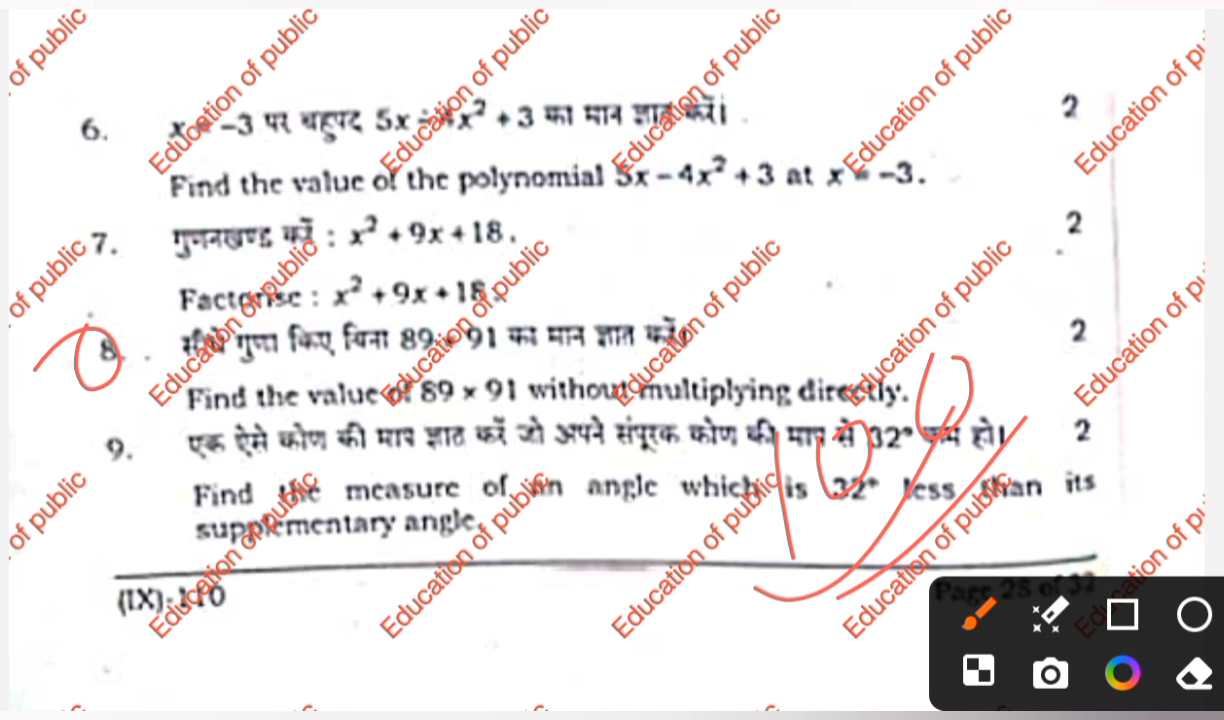 6. x = -3 पर बहुपद 5x - 4x² + 3 का मान ज्ञात करें। 2
Find the value of the polynomial 5x - 4x² + 3 at x = -3.
7. गुणनखण्ड करें : x² + 9x + 18. 2
Factorise : x² + 9x + 18.
8. सीधे गुणा किए बिना 89 × 91 का मान ज्ञात करें। 2
Find the value of 89 × 91 without multiplying directly.
9. एक ऐसे कोण की माप ज्ञात करें जो अपने संपूरक कोण की माप से 32° कम हो। 2
Find the measure of an angle which is 32° less than its
supplementary angle.
(IX)-110
Page 28 of 32
Education of public